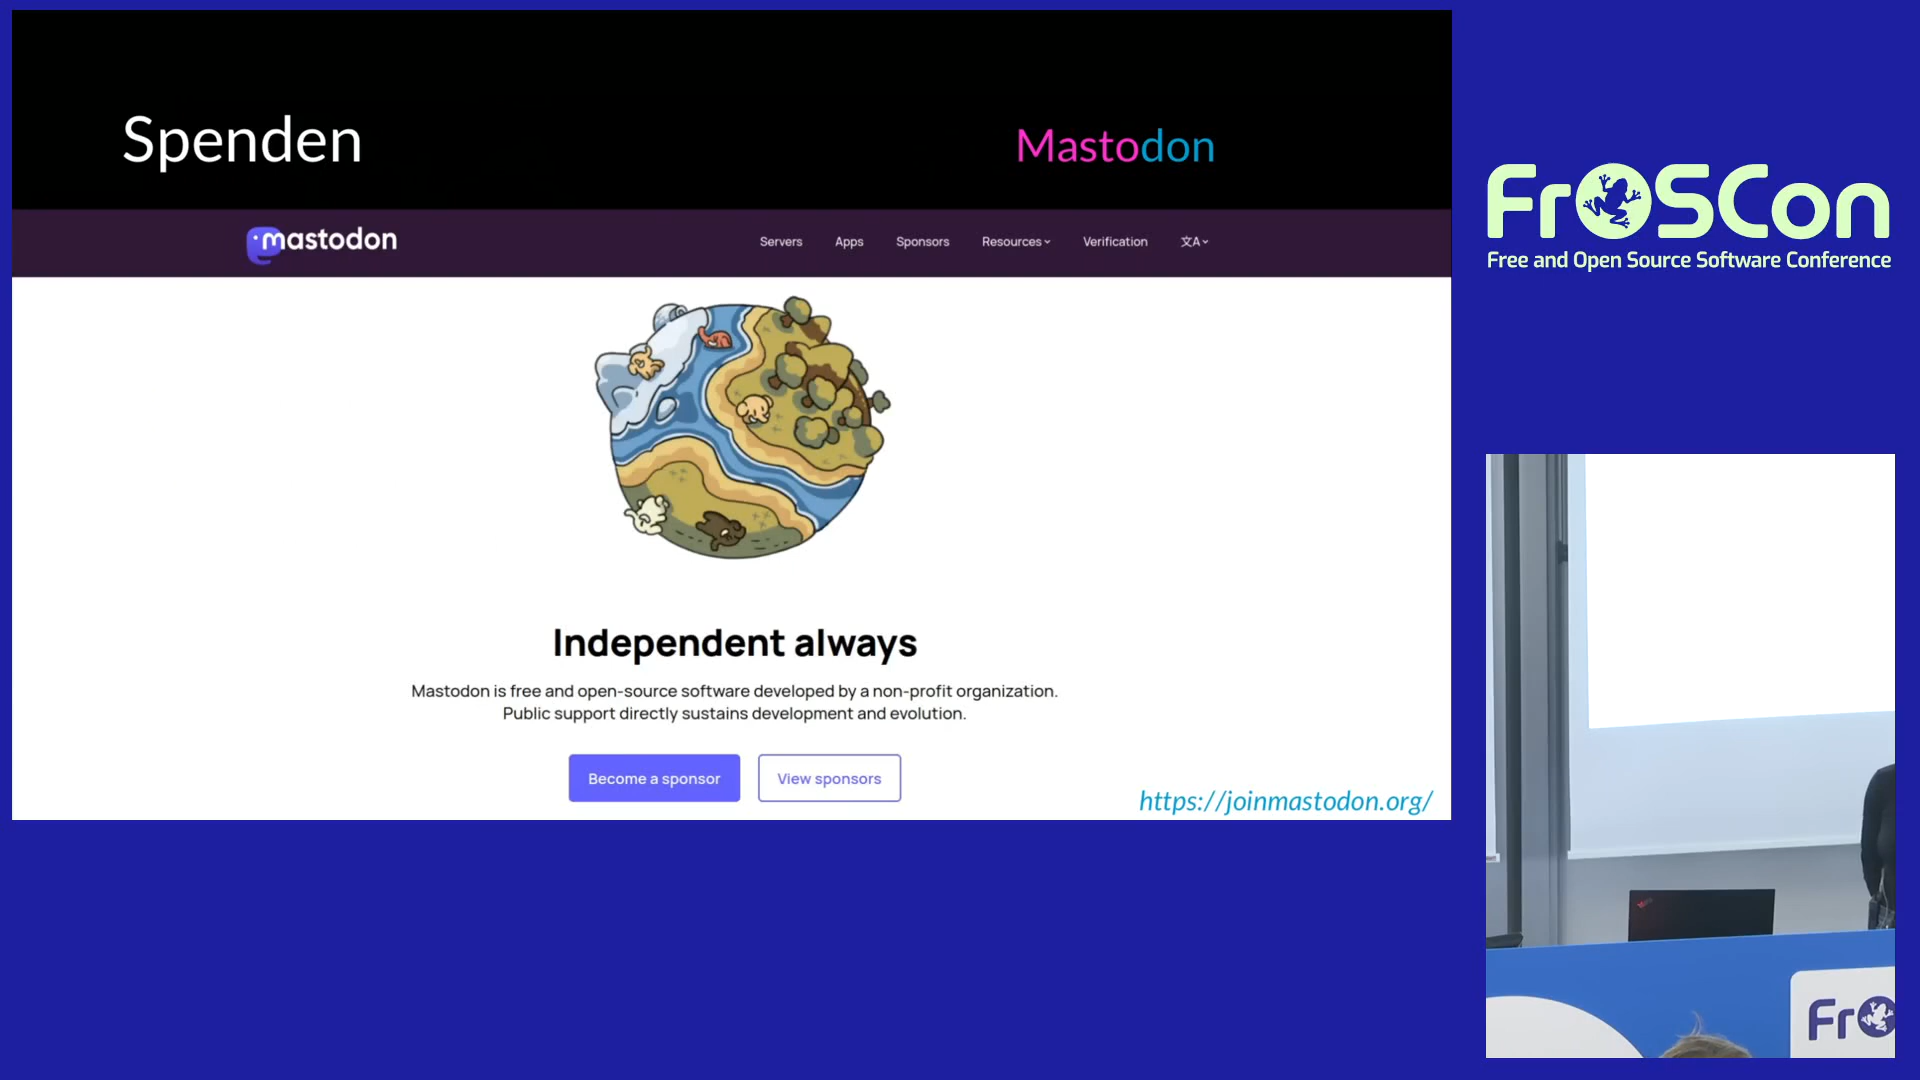 Spenden
Mastodon
mastodon
Servers
Apps
Sponsors
Resources
Verification
文A
Independent always
Mastodon is free and open-source software developed by a non-profit organization.
Public support directly sustains development and evolution.
Become a sponsor
View sponsors
https://joinmastodon.org/
FrOSCon
Free and Open Source Software Conference
Fr